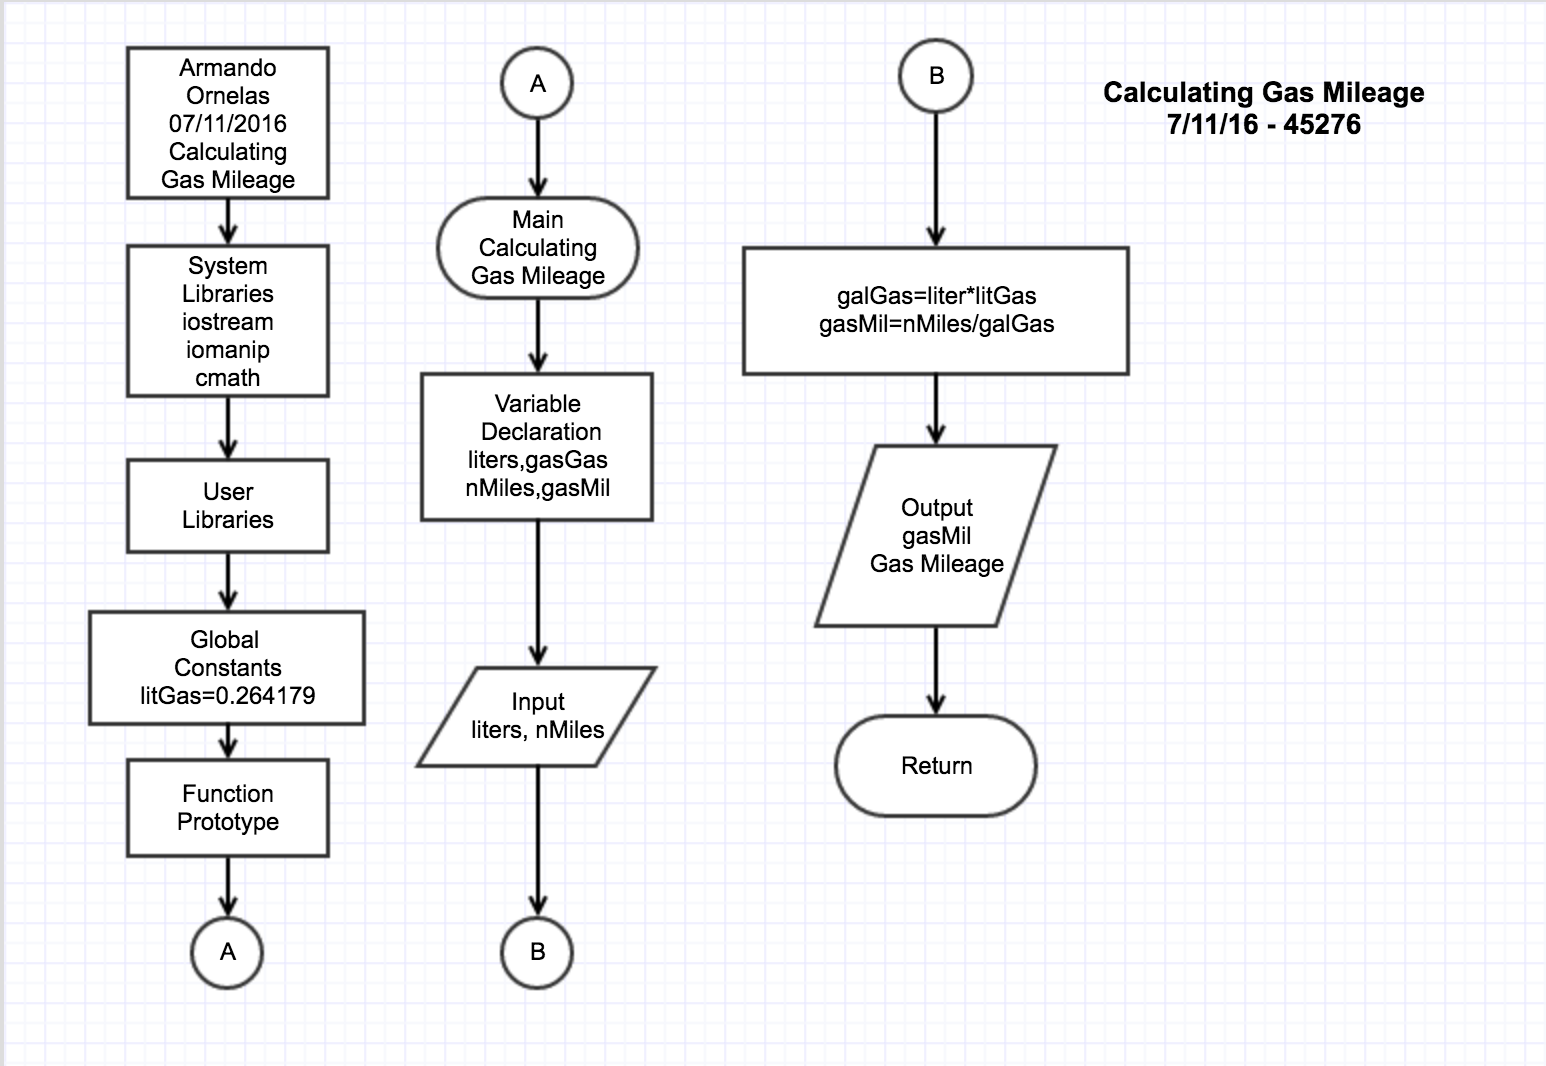 Armando
Ornelas
07/11/2016
Calculating
Gas Mileage
System
Libraries
iostream
iomanip
cmath
User
Libraries
Global
Constants
litGas=0.264179
Function
Prototype
A
A
Main
Calculating
Gas Mileage
Variable
Declaration
liters,gasGas
nMiles,gasMil
Input
liters, nMiles
B
B
galGas=liter*litGas
gasMil=nMiles/galGas
Output
gasMil
Gas Mileage
Return
Calculating Gas Mileage
7/11/16 - 45276